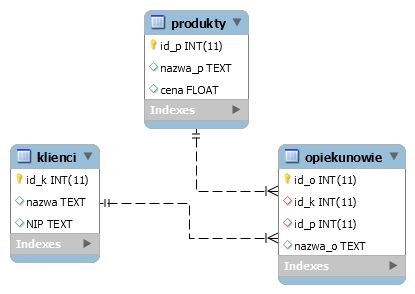 produkty
id_p INT(11)
nazwa_p TEXT
cena FLOAT
Indexes
klienci
id_k INT(11)
nazwa TEXT
NIP TEXT
Indexes
opiekunowie
id_o INT(11)
id_k INT(11)
id_p INT(11)
nazwa_o TEXT
Indexes